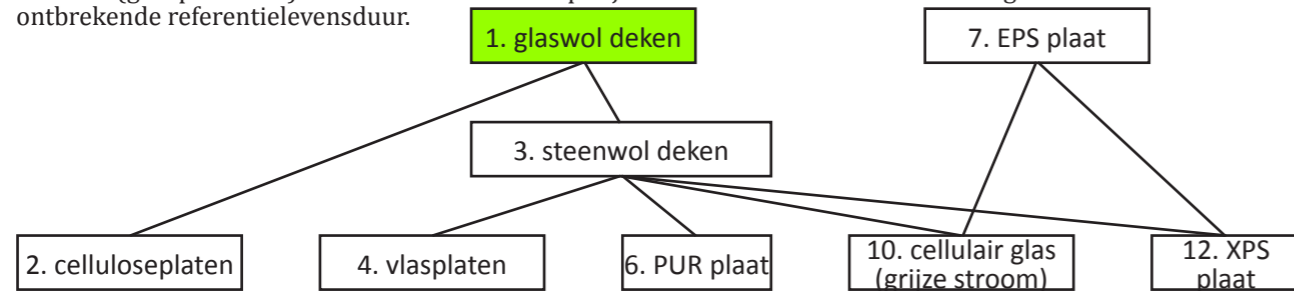 ontbrekende referentielevensduur.
1. glaswol deken
7. EPS plaat
3. steenwol deken
2. celluloseplaten
4. vlasplaten
6. PUR plaat
10. cellulair glas
(grijze stroom)
12. XPS
plaat